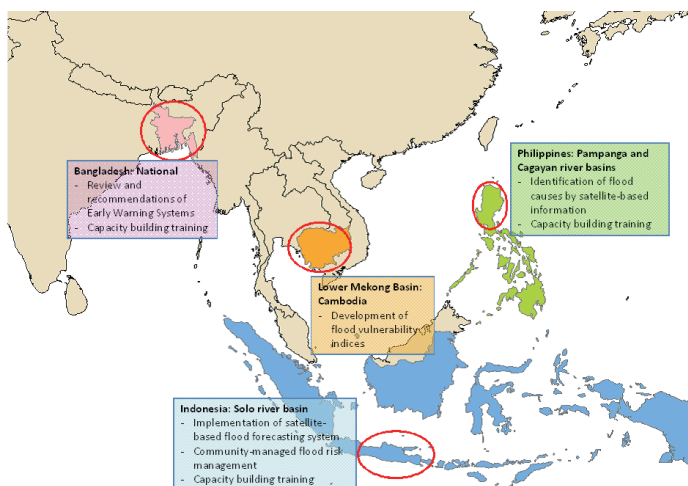 Bangladesh: National
- Review and
recommendations of
Early Warning Systems
- Capacity building training
Philippines: Pampanga and
Cagayan river basins
- Identification of flood
causes by satellite-based
information
- Capacity building training
Lower Mekong Basin:
Cambodia
- Development of
flood vulnerability
indices
Indonesia: Solo river basin
- Implementation of satellite-
based flood forecasting system
- Community-managed flood risk
management
- Capacity building training